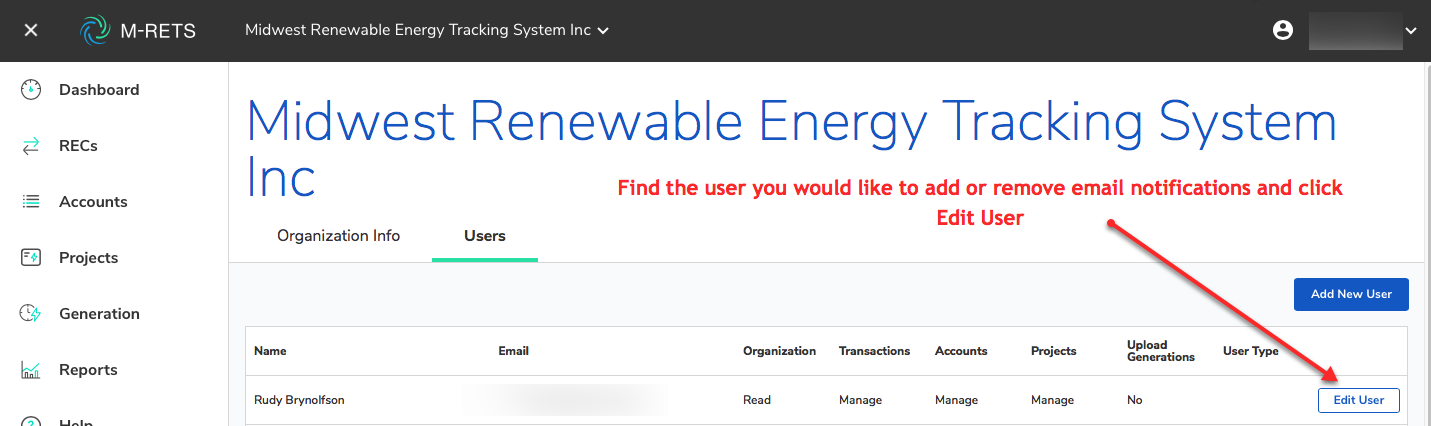 M-RETS
Midwest Renewable Energy Tracking System Inc
Dashboard
RECs
Accounts
Projects
Generation
Reports
Help
Midwest Renewable Energy Tracking System
Inc
Find the user you would like to add or remove email notifications and click
Edit User
Organization Info
Users
Add New User
Name Email Organization Transactions Accounts Projects Upload Generations User Type
Rudy Brynolfson Read Manage Manage Manage No Edit User